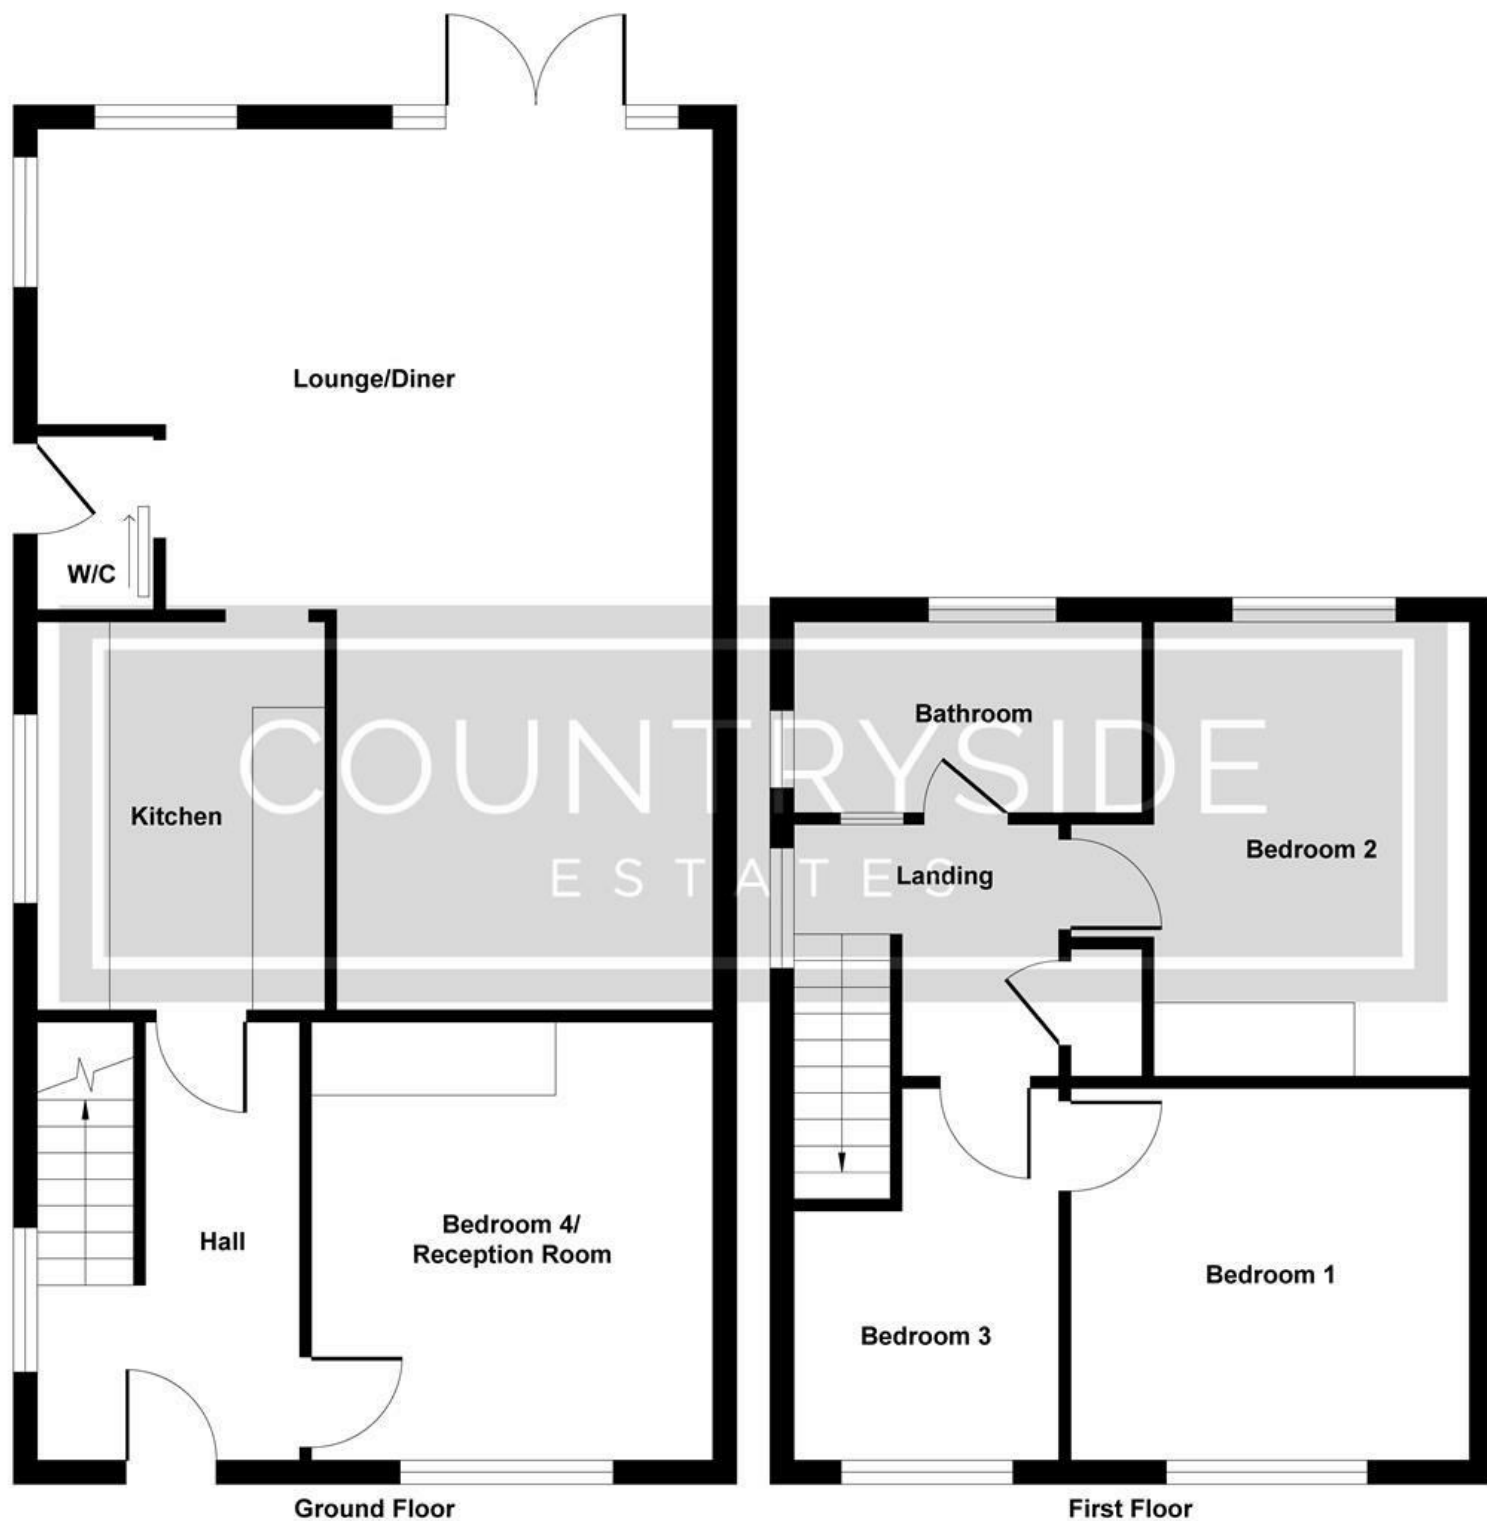 Lounge/Diner
W/C
Kitchen
Hall
Bedroom 4/
Reception Room
Ground Floor
Bathroom
Landing
Bedroom 2
Bedroom 3
Bedroom 1
First Floor
COUNTRYSIDE
ESTATES